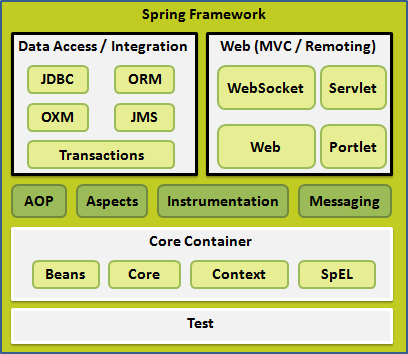 Spring Framework
Data Access / Integration
Web (MVC / Remoting)
JDBC
ORM
OXM
JMS
Transactions
WebSocket
Servlet
Web
Portlet
AOP
Aspects
Instrumentation
Messaging
Core Container
Beans
Core
Context
SpEL
Test